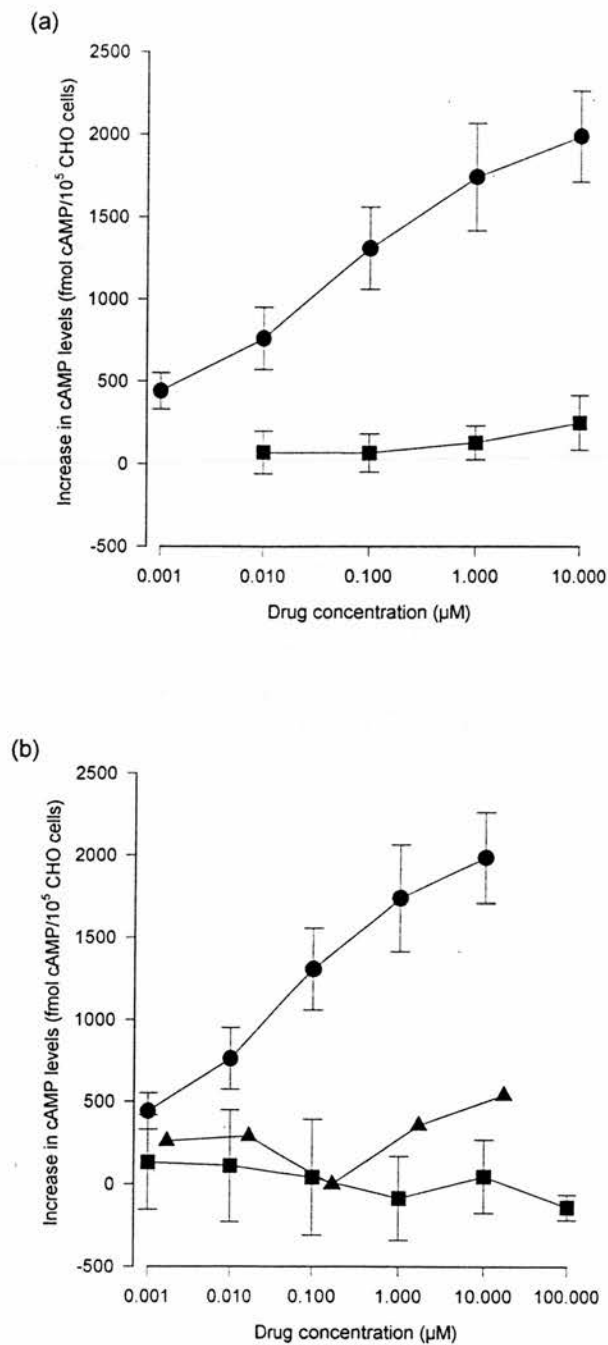 (a)
2500
2000
1500
1000
500
0
-500
Increase in cAMP levels (fmol cAMP/10⁵ CHO cells)
0.001 0.010 0.100 1.000 10.000
Drug concentration (µM)
(b)
2500
2000
1500
1000
500
0
-500
Increase in cAMP levels (fmol cAMP/10⁵ CHO cells)
0.001 0.010 0.100 1.000 10.000 100.000
Drug concentration (µM)